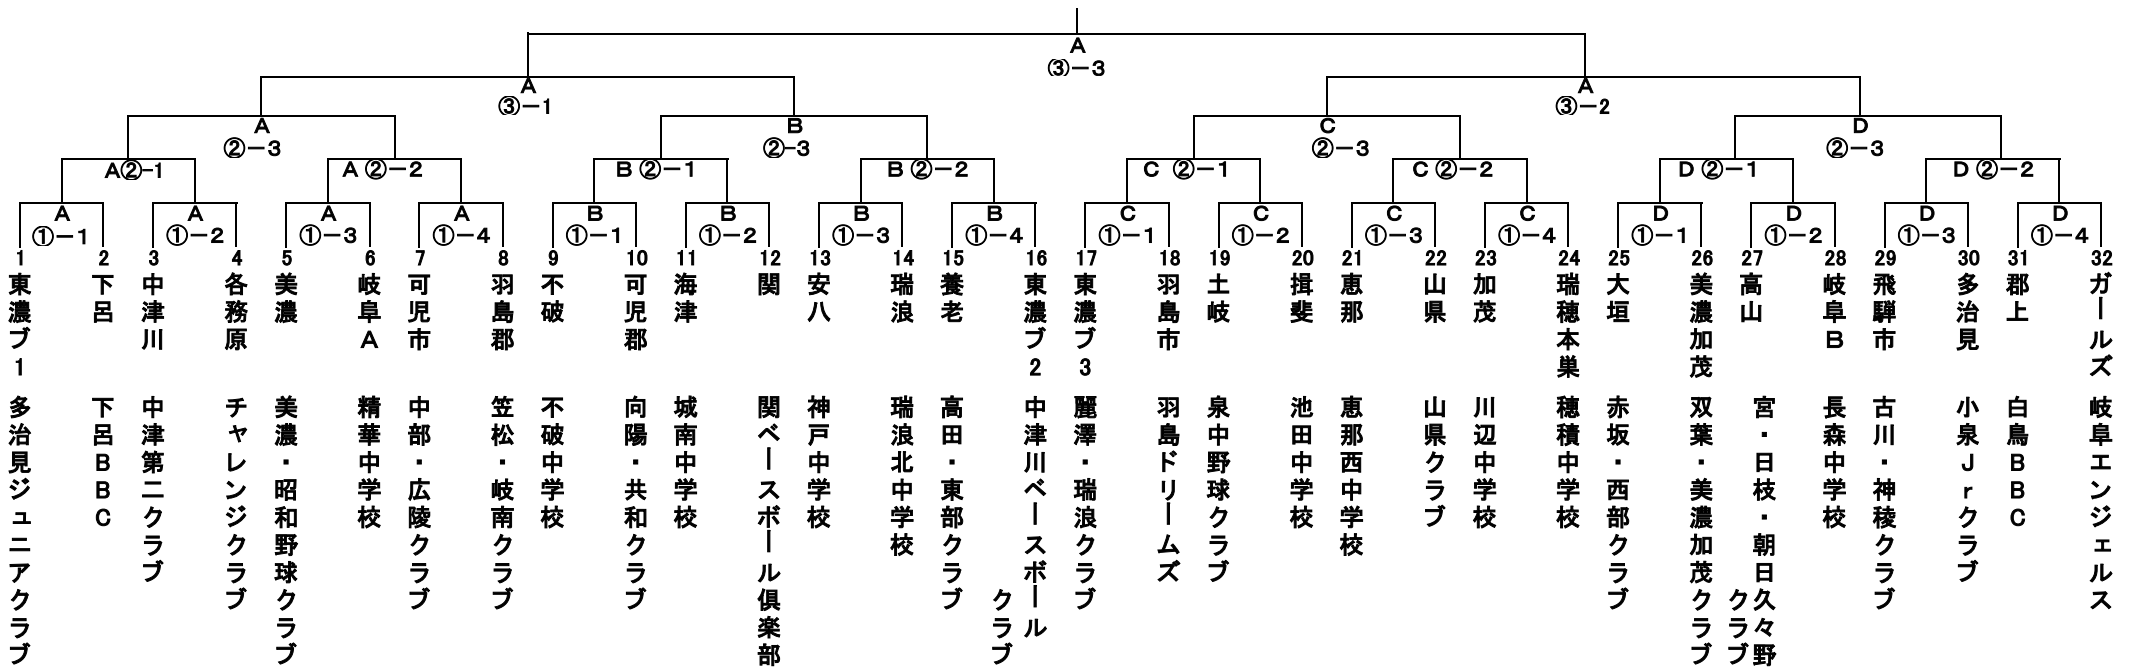 A
③－3
A
③－1
A
③－2
A
②－3
B
②-3
C
②－3
D
②－3
A②-1
A ②－2
B ②－1
B ②－2
C ②－1
C ②－2
D ②－1
D ②－2
A
①－1
A
①－2
A
①－3
A
①－4
B
①－1
B
①－2
B
①－3
B
①－4
C
①－1
C
①－2
C
①－3
C
①－4
D
①－1
D
①－2
D
①－3
D
①－4
1
東濃ブ1
多治見ジュニアクラブ
2
下呂
下呂BBC
3
中津川
中津第二クラブ
4
各務原
チャレンジクラブ
5
美濃
美濃・昭和野球クラブ
6
岐阜A
精華中学校
7
可児市
中部・広陵クラブ
8
羽島郡
笠松・岐南クラブ
9
不破
不破中学校
10
可児郡
向陽・共和クラブ
11
海津
城南中学校
12
関
関ベースボール倶楽部
13
安八
神戸中学校
14
瑞浪
瑞浪北中学校
15
養老
高田・東部クラブ
16
東濃ブ2
中津川ベースボール
クラブ
17
東濃ブ3
麗澤・瑞浪クラブ
18
羽島市
羽島ドリームズ
19
土岐
泉中野球クラブ
20
揖斐
池田中学校
21
恵那
恵那西中学校
22
山県
山県クラブ
23
加茂
川辺中学校
24
瑞穂本巣
穂積中学校
25
大垣
赤坂・西部クラブ
26
美濃加茂
双葉・美濃加茂クラブ
27
高山
宮・日枝・朝日久々野
クラブ
28
岐阜B
長森中学校
29
飛騨市
古川・神稜クラブ
30
多治見
小泉Jrクラブ
31
郡上
白鳥BBC
32
ガールズ
岐阜エンジェルス